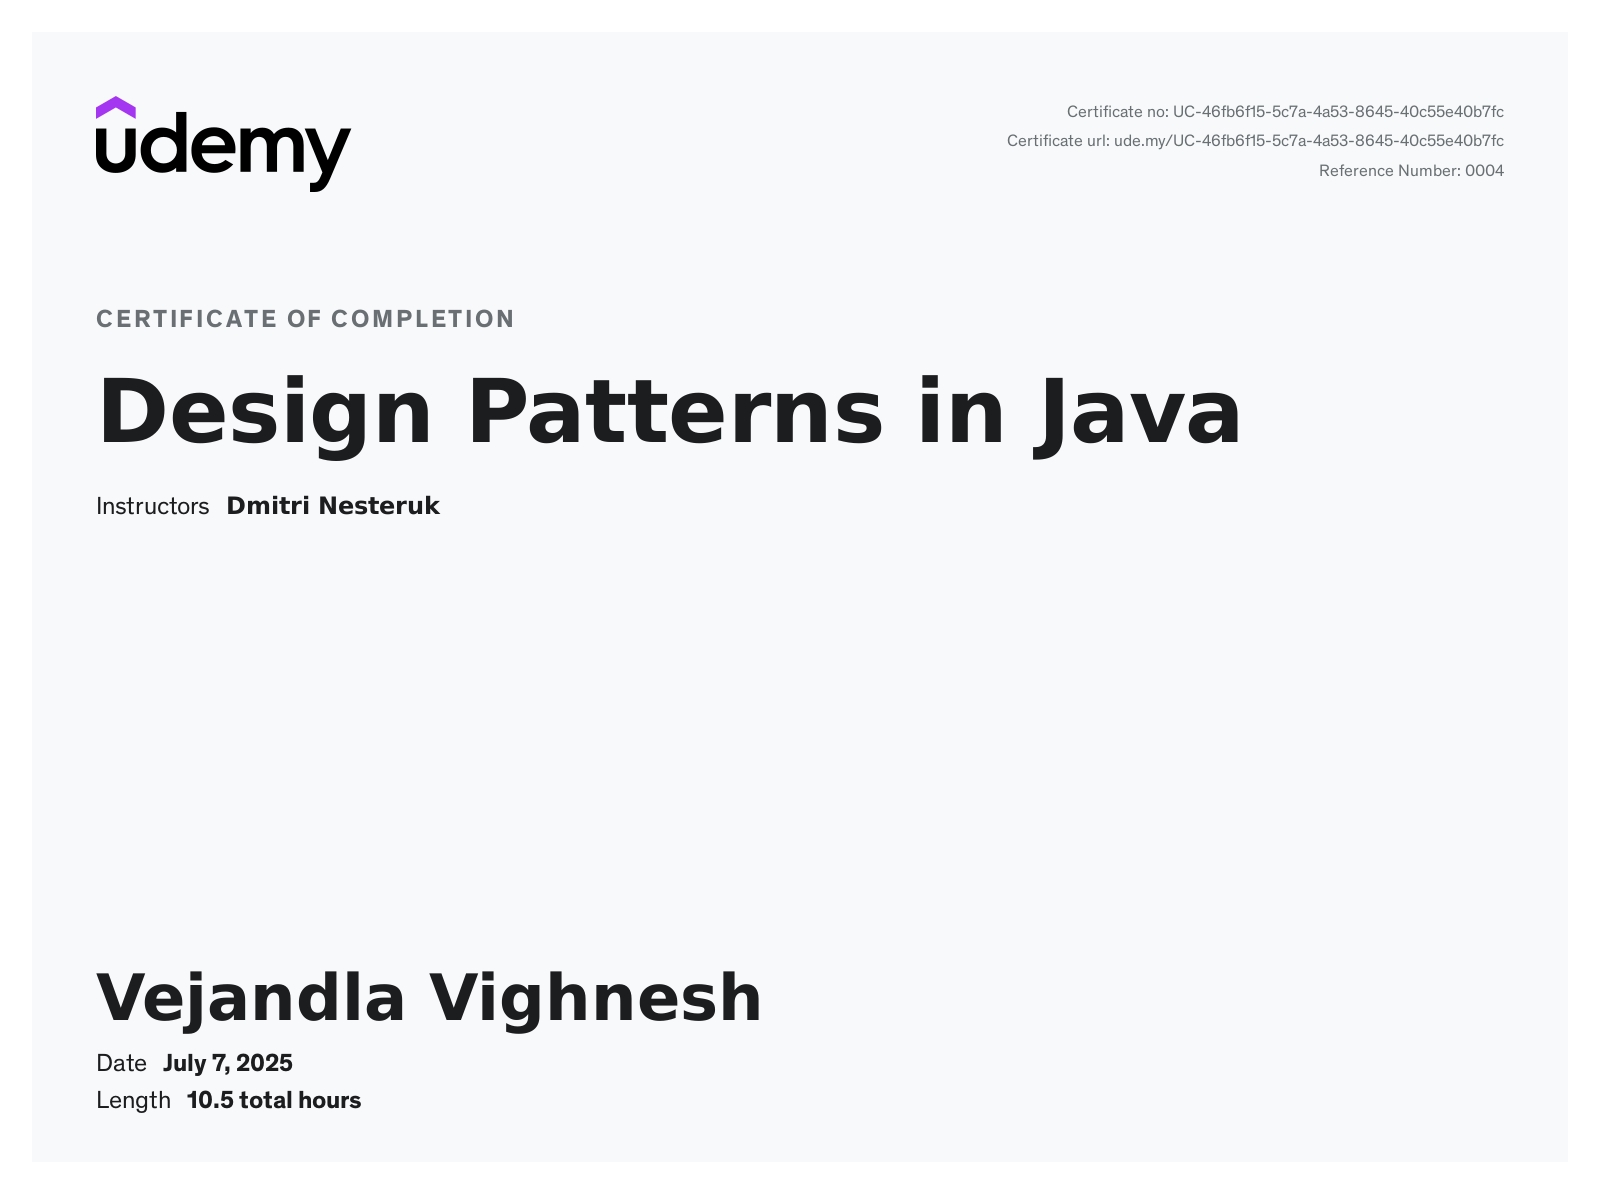 udemy
Certificate no: UC-46fb6f15-5c7a-4a53-8645-40c55e40b7fc
Certificate url: ude.my/UC-46fb6f15-5c7a-4a53-8645-40c55e40b7fc
Reference Number: 0004
CERTIFICATE OF COMPLETION
Design Patterns in Java
Instructors Dmitri Nesteruk
Vejandla Vighnesh
Date July 7, 2025
Length 10.5 total hours